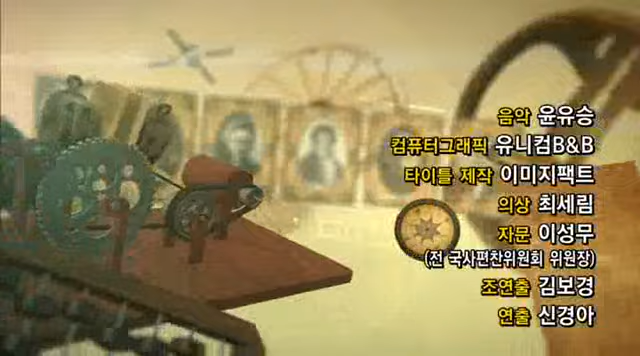 음악 윤유승
컴퓨터그래픽 유니컴B&B
타이틀 제작 이미지팩트
의상 최세림
자문 이성무
(전 국사편찬위원회 위원장)
조연출 김보경
연출 신경아